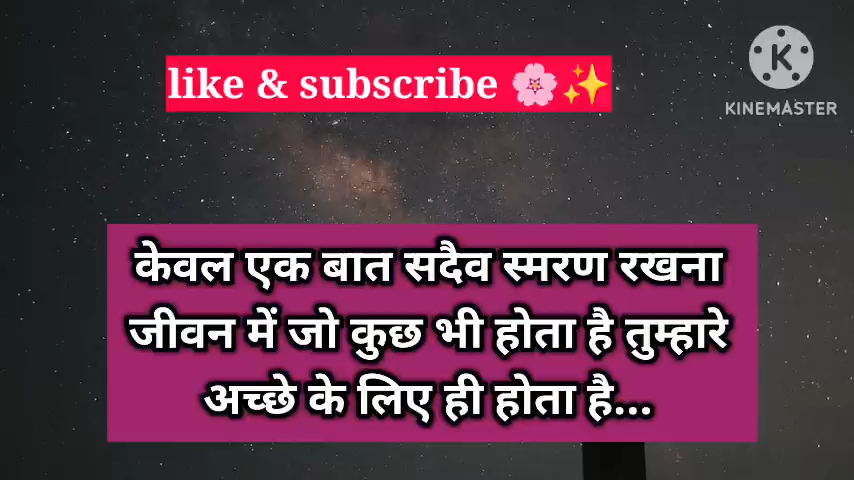 like & subscribe 🌸✨
KINEMASTER
केवल एक बात सदैव स्मरण रखना
जीवन में जो कुछ भी होता है तुम्हारे
अच्छे के लिए ही होता है...